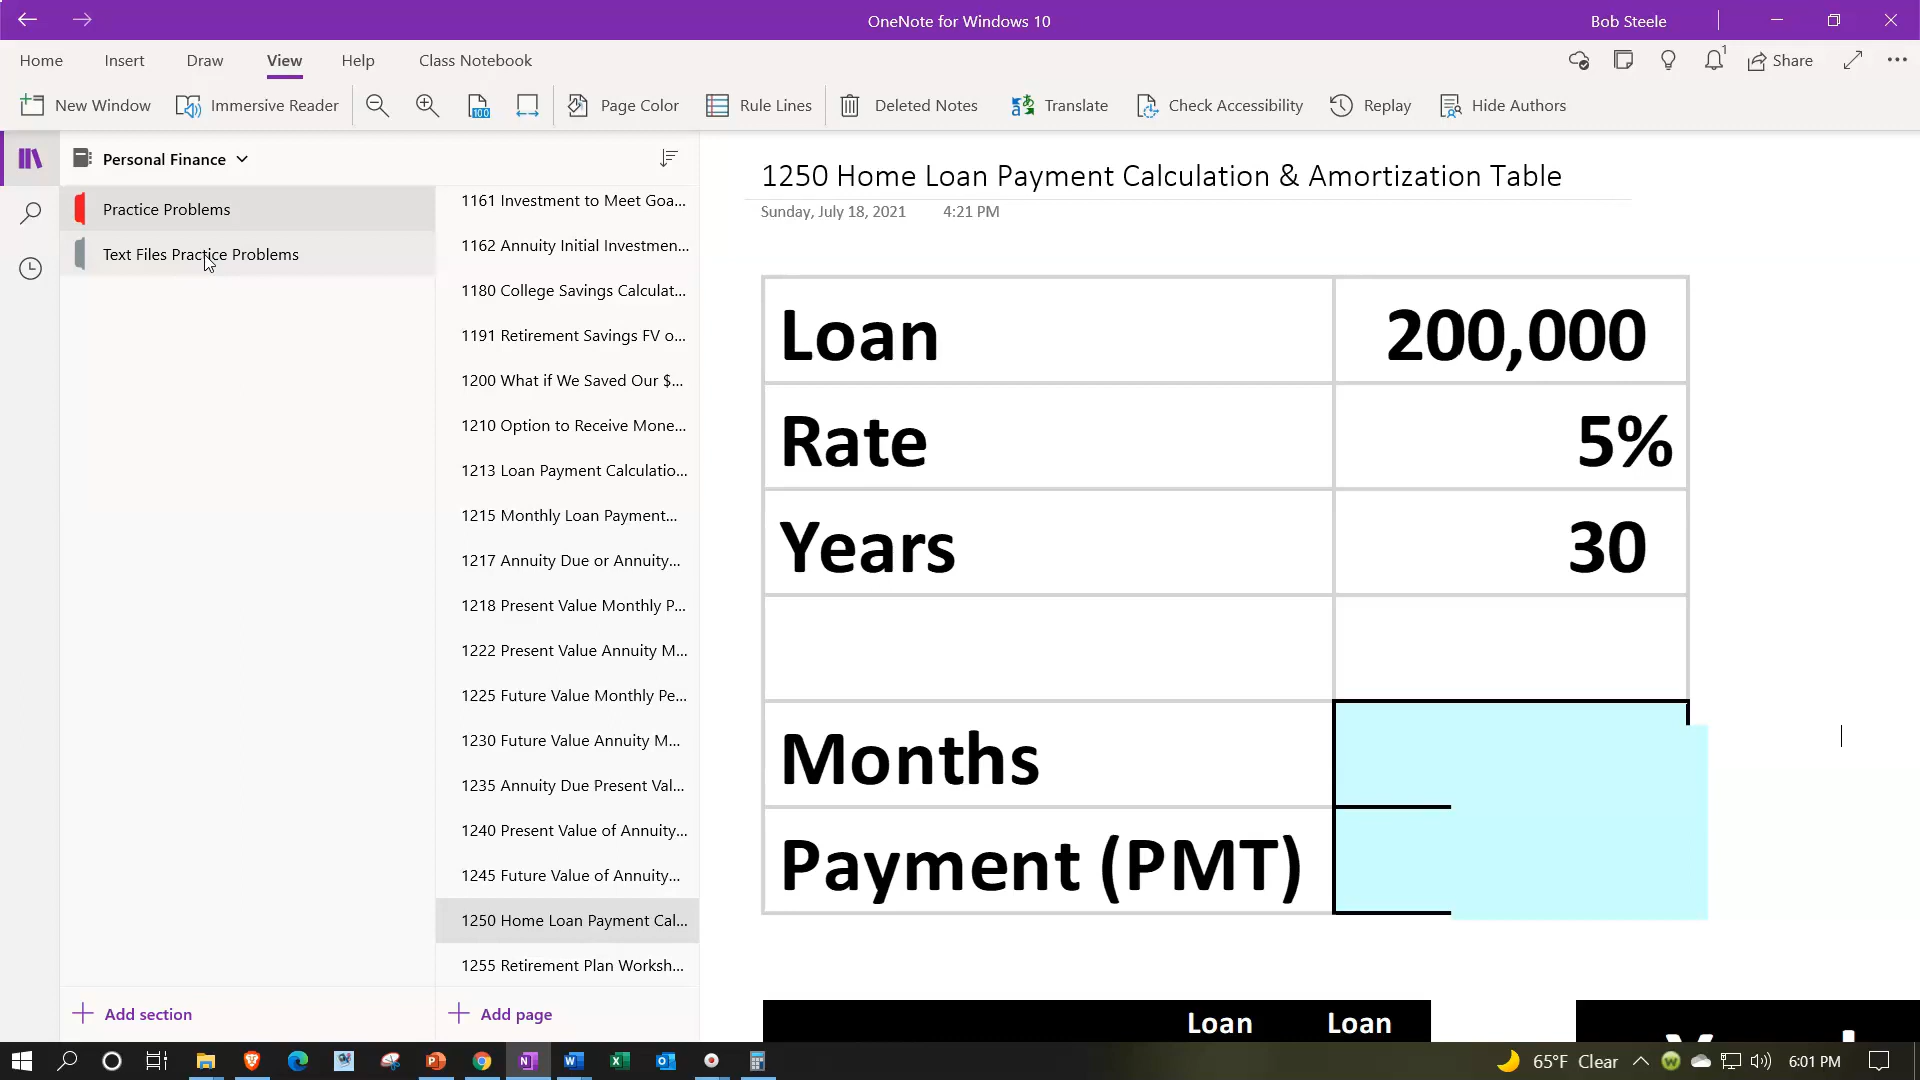 OneNote for Windows 10
Bob Steele
Home
Insert
Draw
View
Help
Class Notebook
1
Share
New Window
Immersive Reader
100
Page Color
Rule Lines
Deleted Notes
Translate
Check Accessibility
Replay
Hide Authors
Personal Finance
Practice Problems
Text Files Practice Problems
1161 Investment to Meet Goa...
1162 Annuity Initial Investmen...
1180 College Savings Calculat...
1191 Retirement Savings FV o...
1200 What if We Saved Our $...
1210 Option to Receive Mone...
1213 Loan Payment Calculatio...
1215 Monthly Loan Payment...
1217 Annuity Due or Annuity...
1218 Present Value Monthly P...
1222 Present Value Annuity M...
1225 Future Value Monthly Pe...
1230 Future Value Annuity M...
1235 Annuity Due Present Val...
1240 Present Value of Annuity...
1245 Future Value of Annuity...
1250 Home Loan Payment Cal...
1255 Retirement Plan Worksh...
Add section
Add page
1250 Home Loan Payment Calculation & Amortization Table
Sunday, July 18, 2021 4:21 PM
Loan 200,000
Rate 5%
Years 30
Months
Payment (PMT)
Loan Loan
65°F Clear
6:01 PM